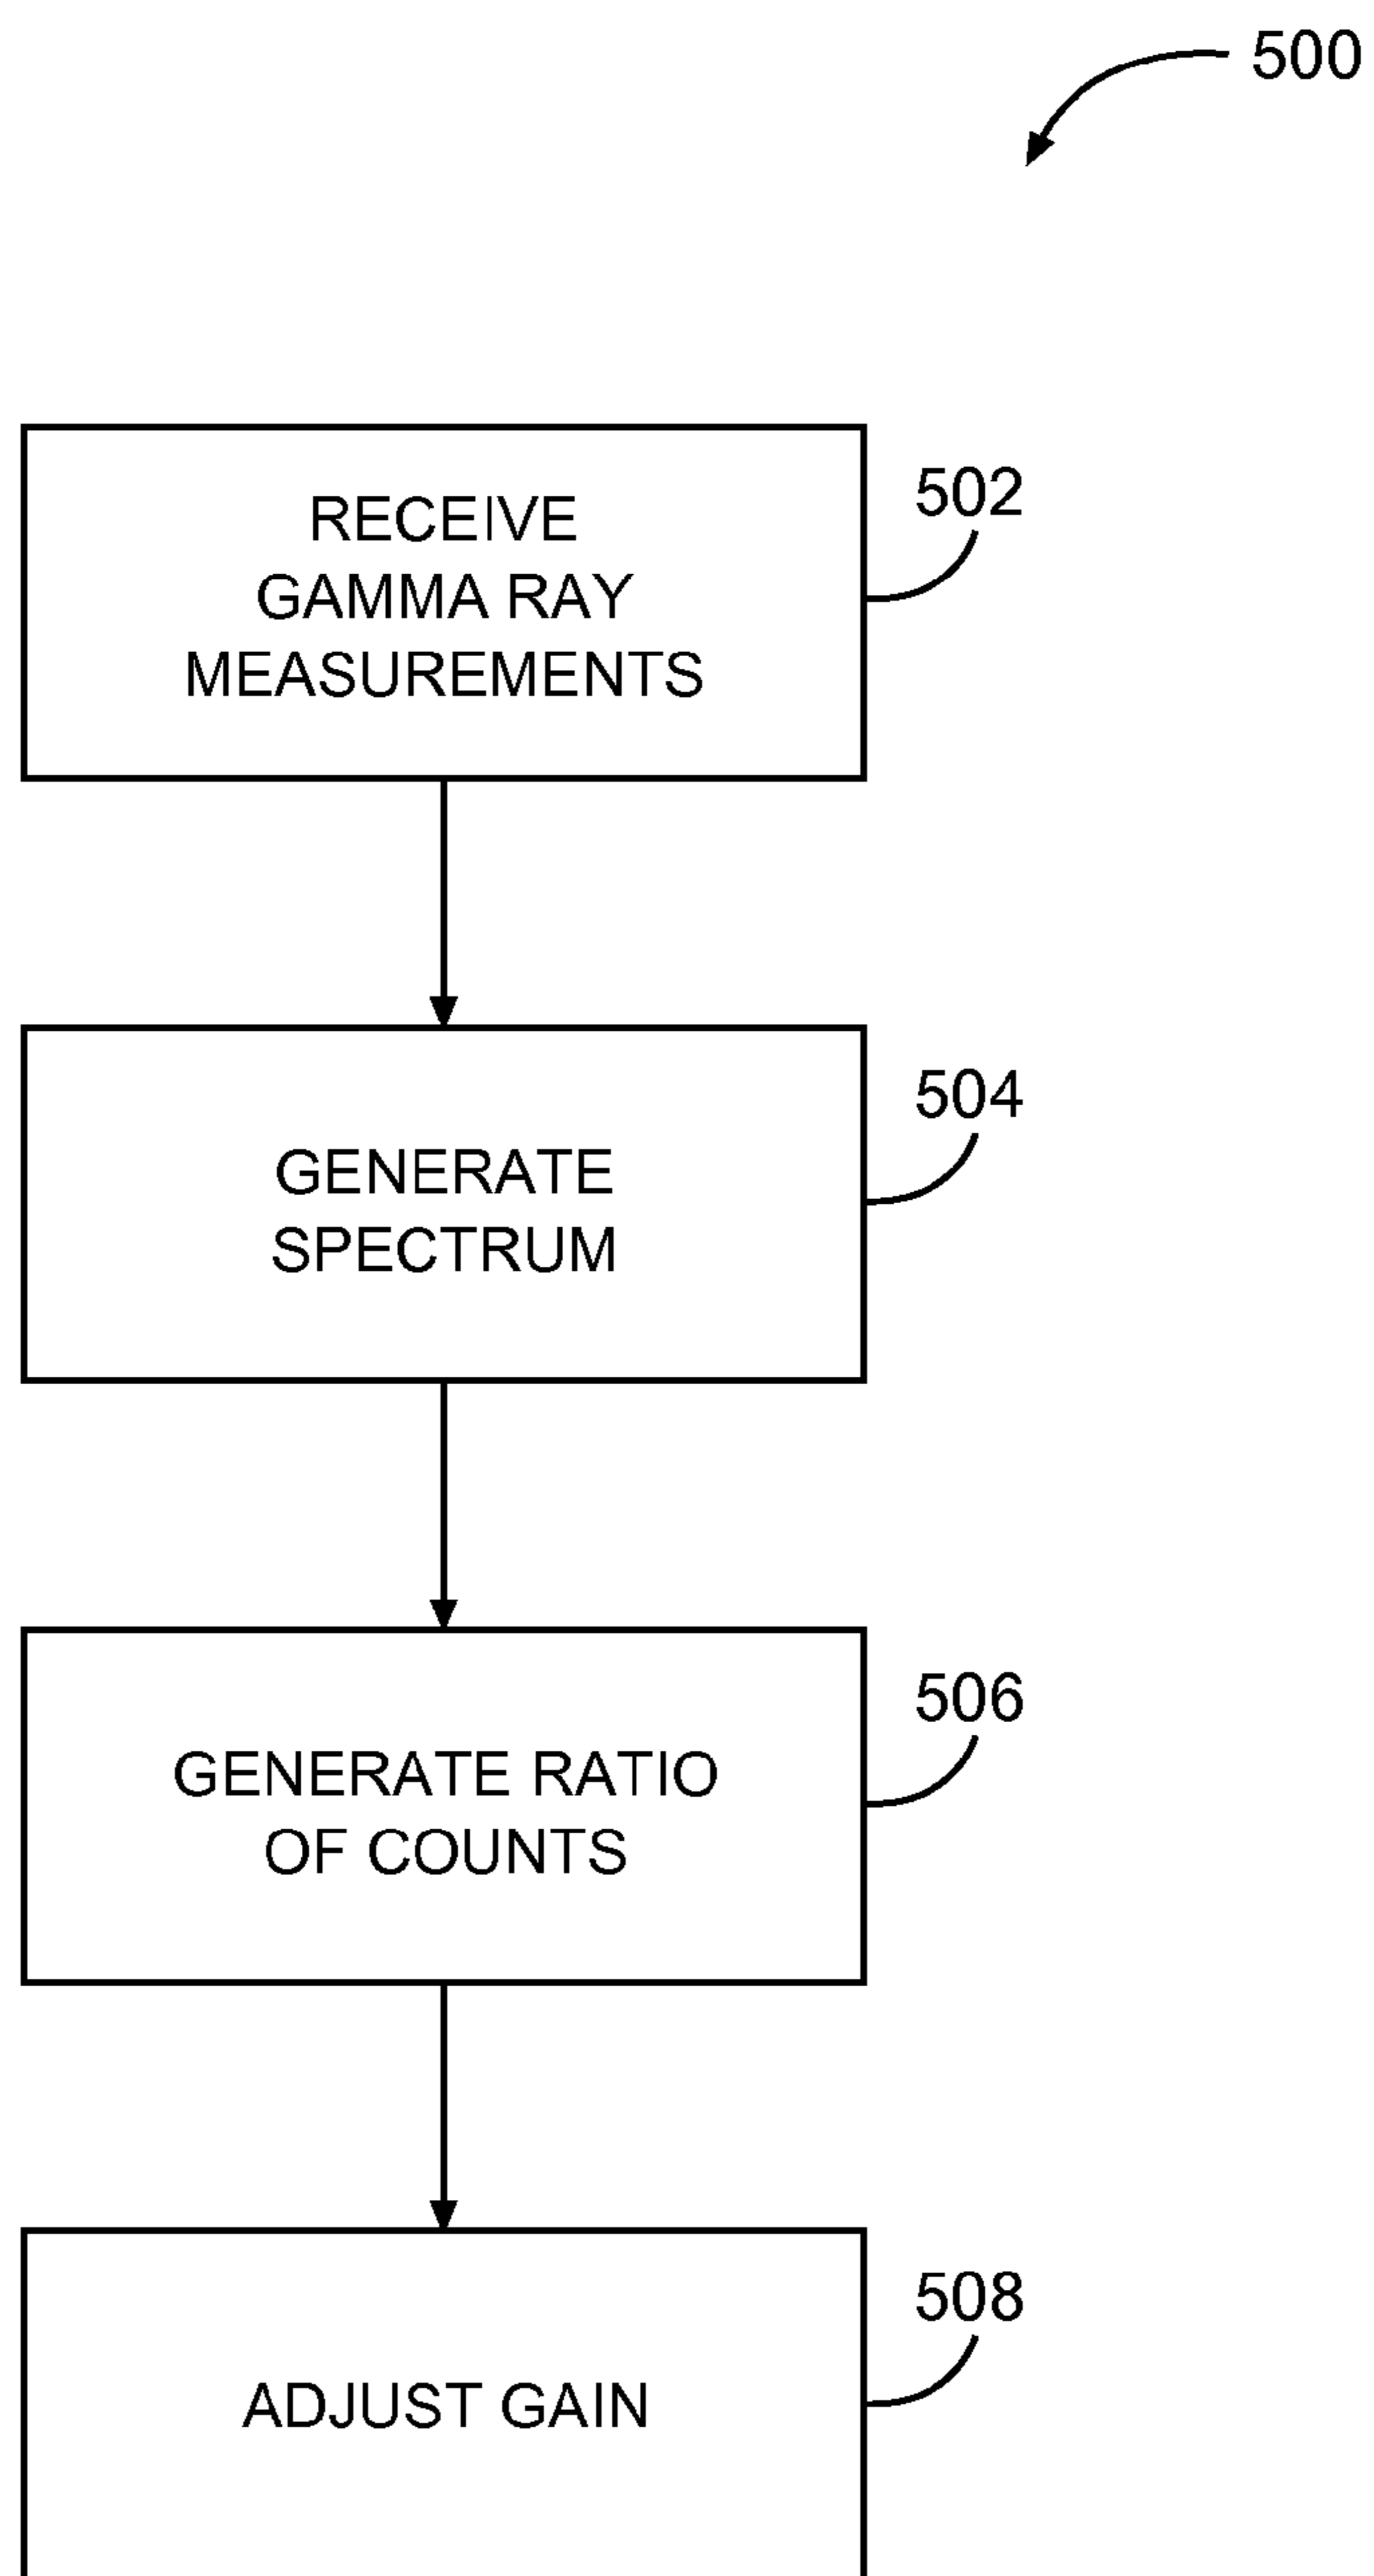 500
RECEIVE
GAMMA RAY
MEASUREMENTS
502
GENERATE
SPECTRUM
504
GENERATE RATIO
OF COUNTS
506
ADJUST GAIN
508